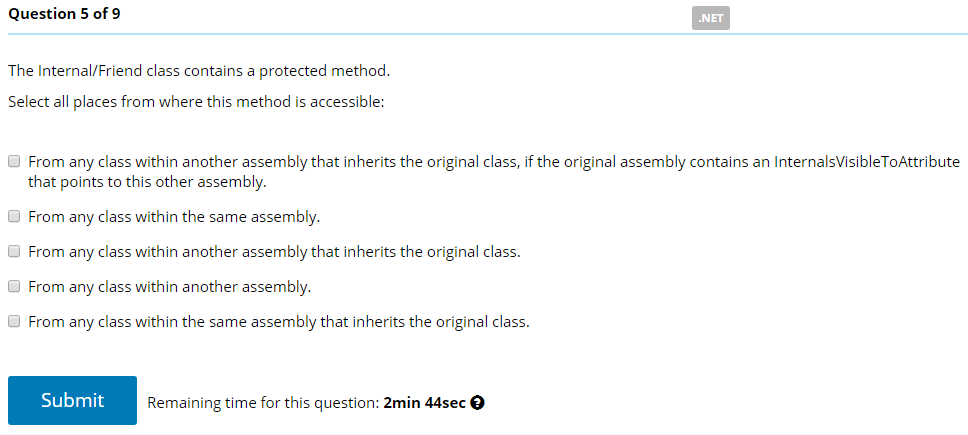 Question 5 of 9
.NET
The Internal/Friend class contains a protected method.
Select all places from where this method is accessible:
From any class within another assembly that inherits the original class, if the original assembly contains an InternalsVisibleToAttribute
that points to this other assembly.
From any class within the same assembly.
From any class within another assembly that inherits the original class.
From any class within another assembly.
From any class within the same assembly that inherits the original class.
Submit
Remaining time for this question: 2min 44sec ?